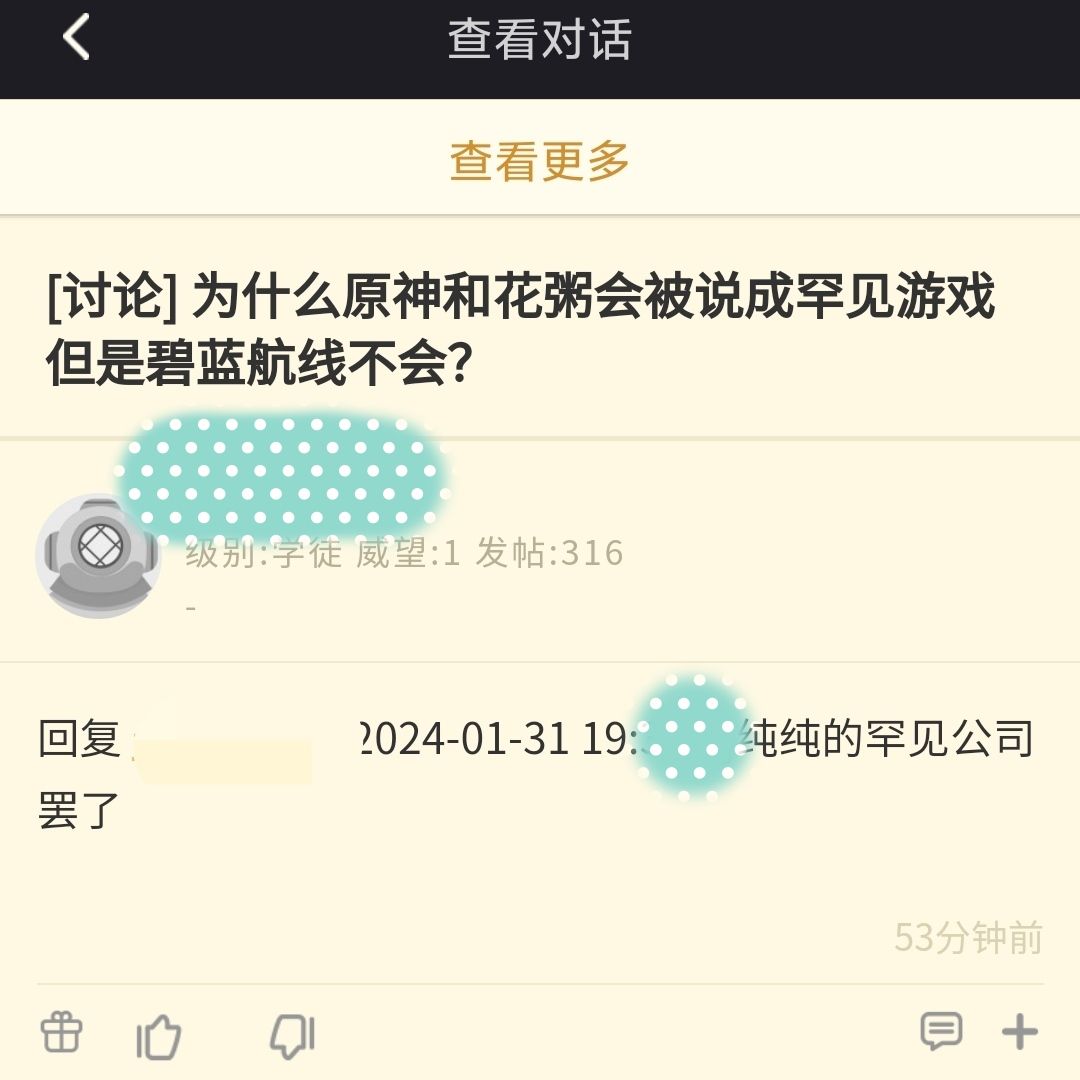 查看对话
查看更多
[讨论] 为什么原神和花粥会被说成罕见游戏
但是碧蓝航线不会？
级别:学徒 威望:1 发帖:316
-
回复 2024-01-31 19: 纯纯的罕见公司
罢了
53分钟前